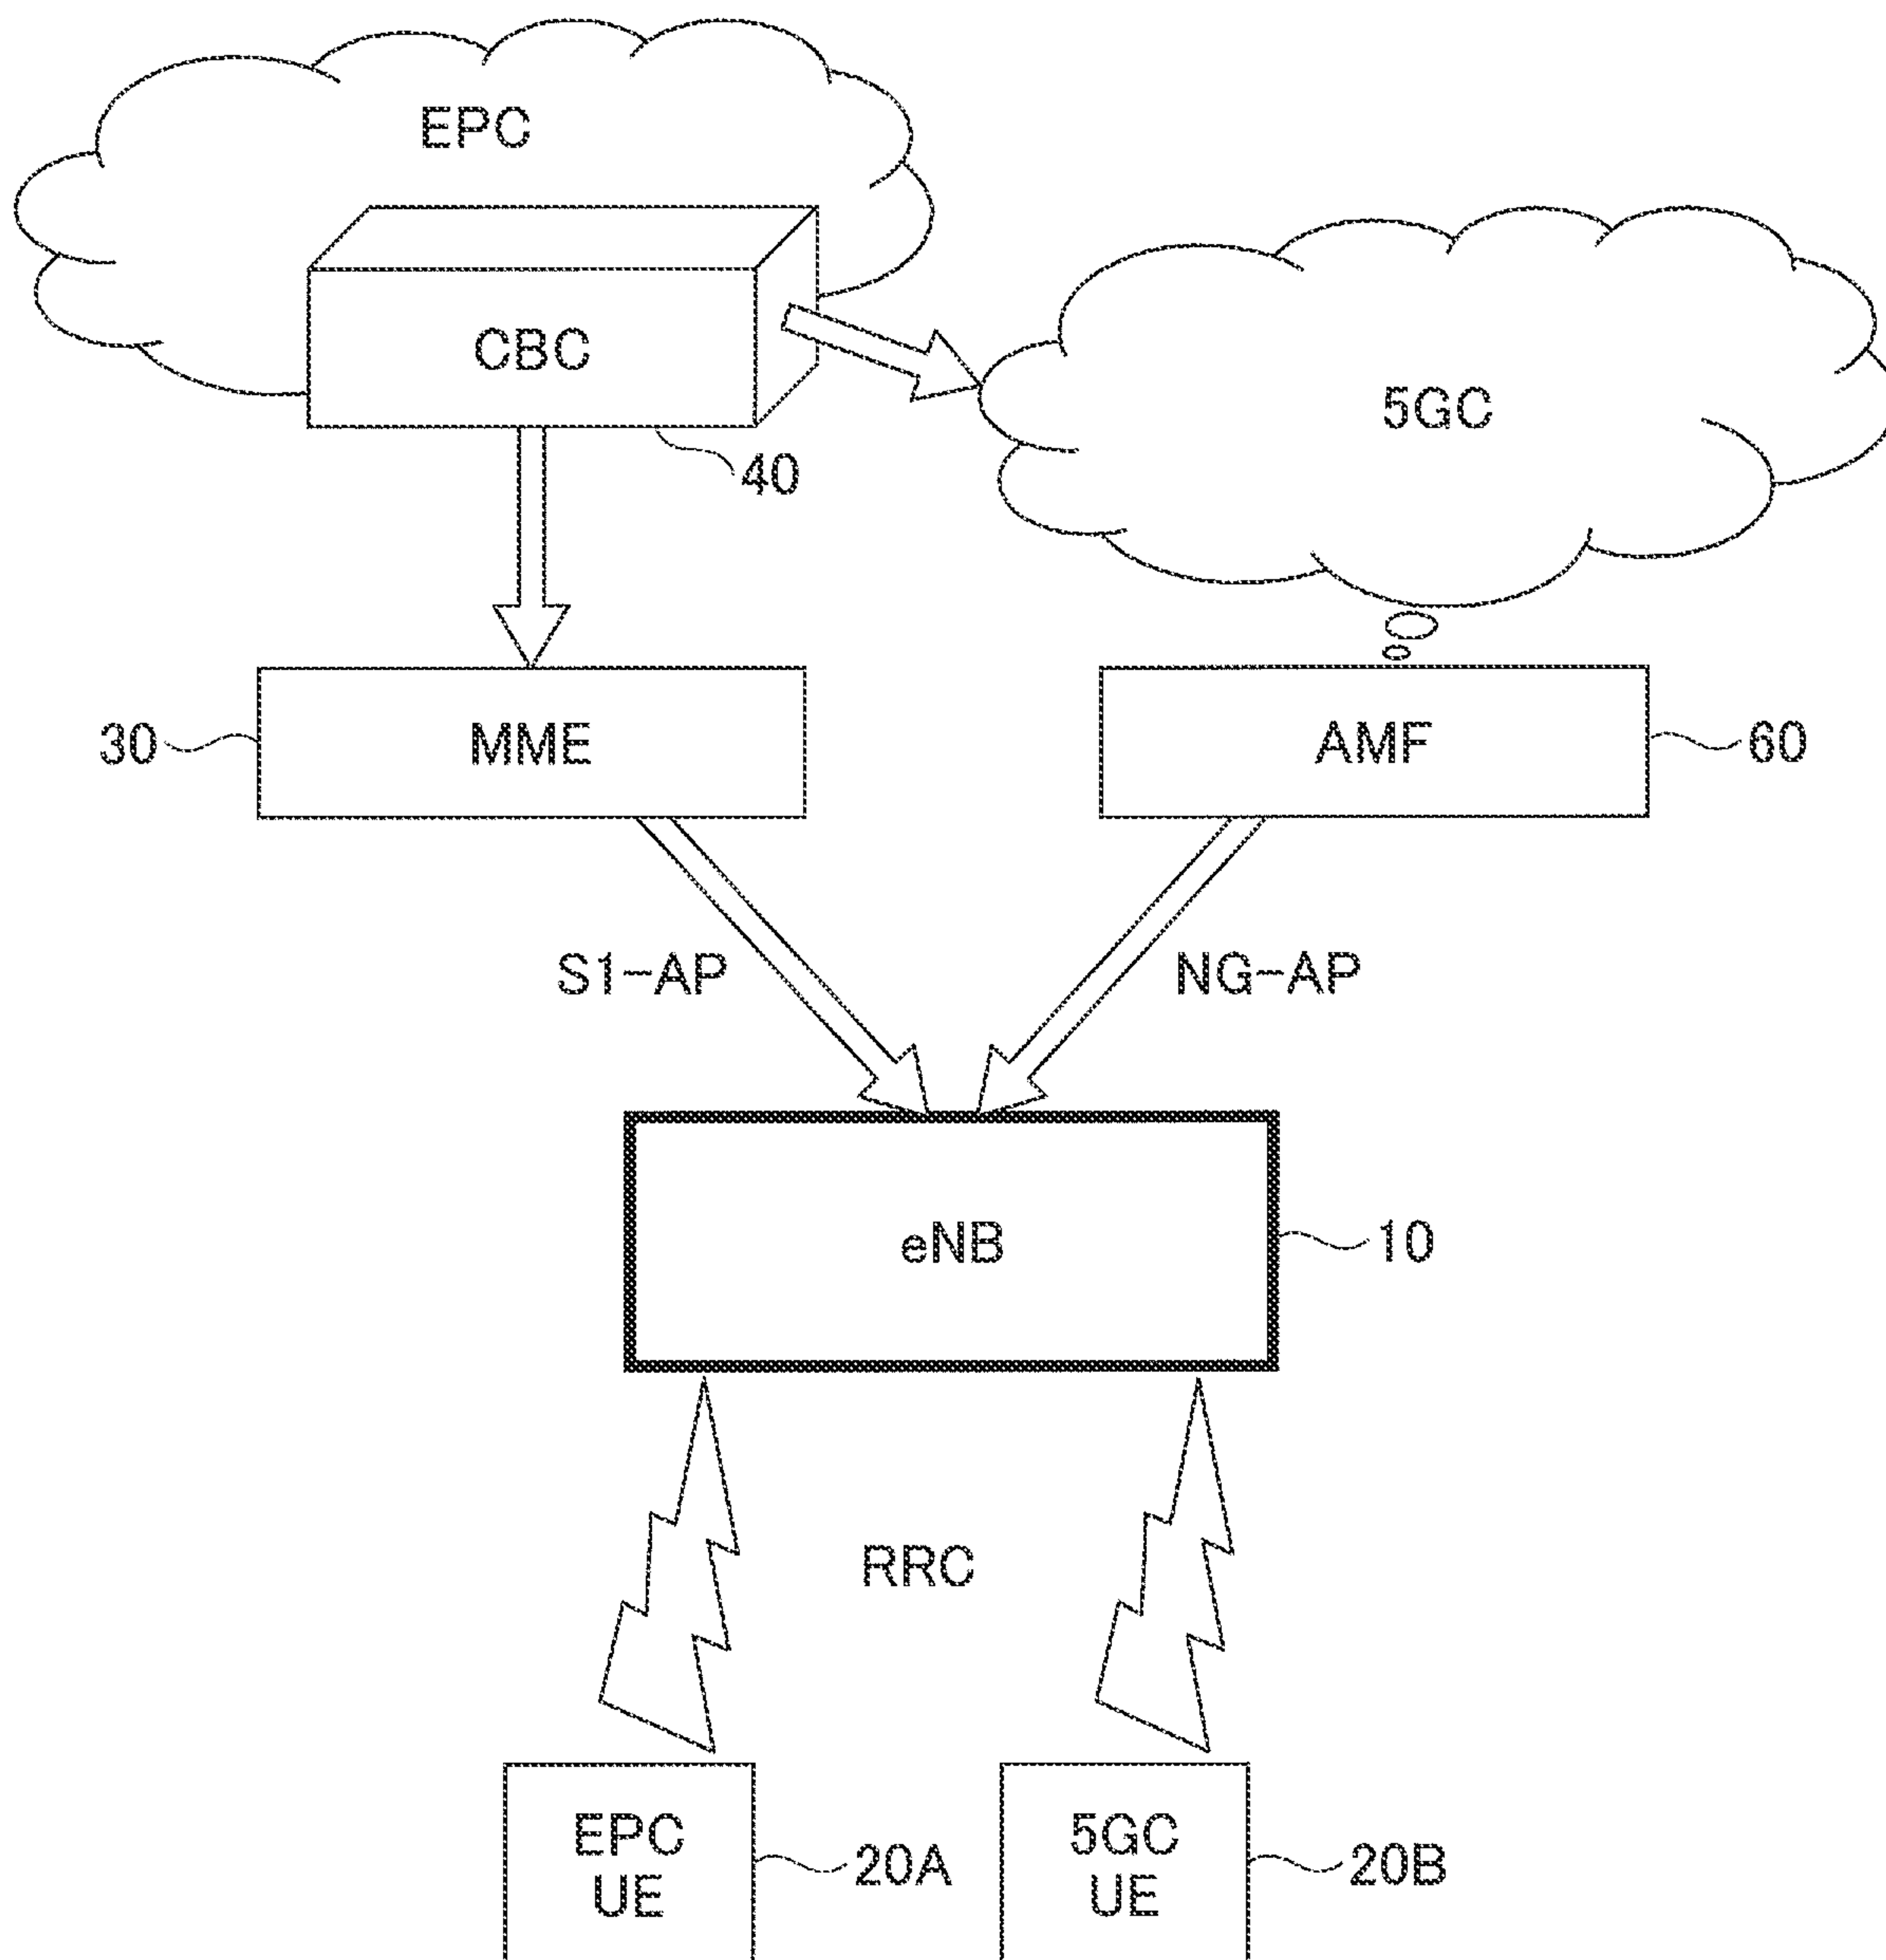 EPC
CBC
5GC
40
30
MME
AMF
60
S1-AP
NG-AP
eNB
10
RRC
EPC
UE
20A
5GC
UE
20B